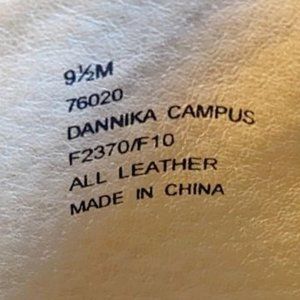 9½M
76020
DANNIKA CAMPUS
F2370/F10
ALL LEATHER
MADE IN CHINA